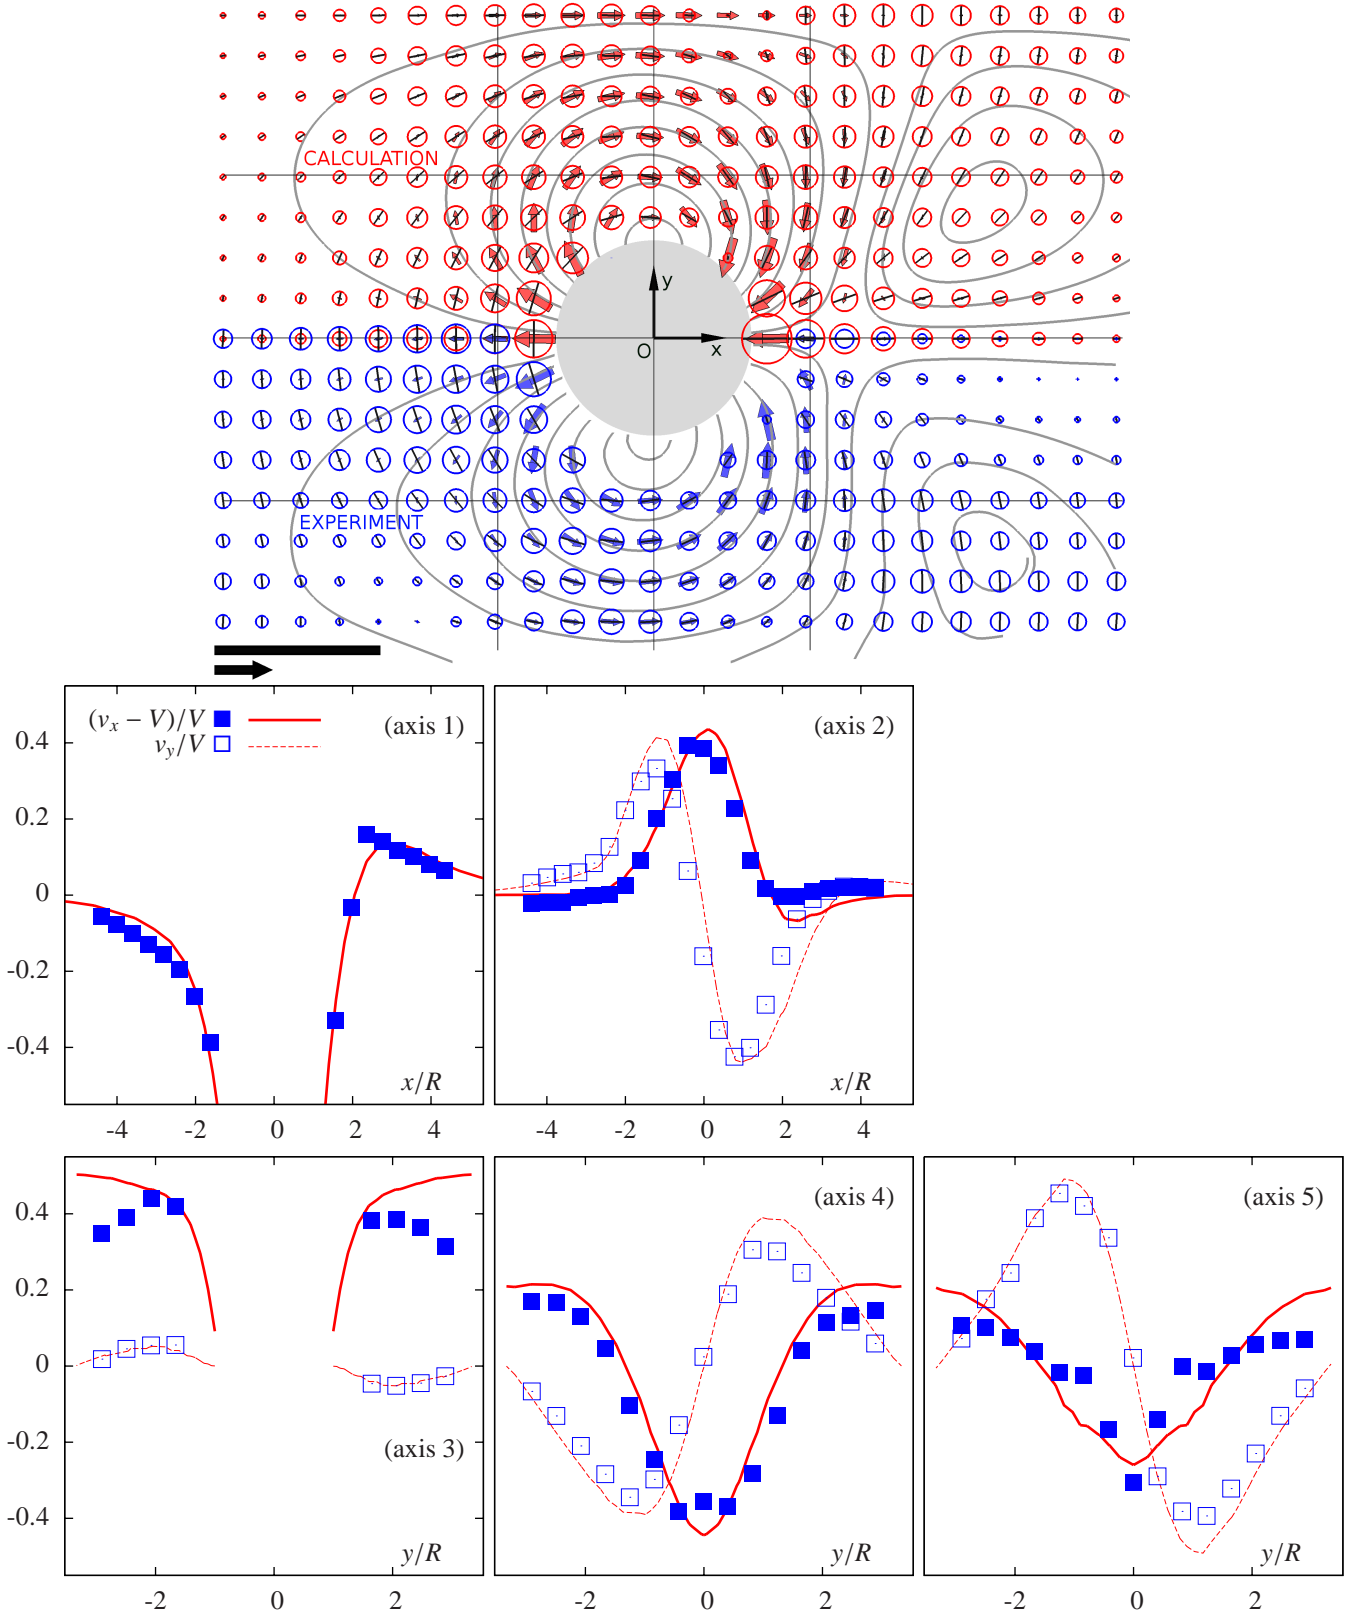 CALCULATION
y
O
x
EXPERIMENT
(v_x − V)/V
v_y/V
(axis 1)
(axis 2)
0.4
0.2
0
-0.2
-0.4
x/R
x/R
-4 -2 0 2 4
-4 -2 0 2 4
(axis 4)
(axis 5)
0.4
0.2
0
-0.2
(axis 3)
-0.4
y/R
y/R
y/R
-2 0 2
-2 0 2
-2 0 2